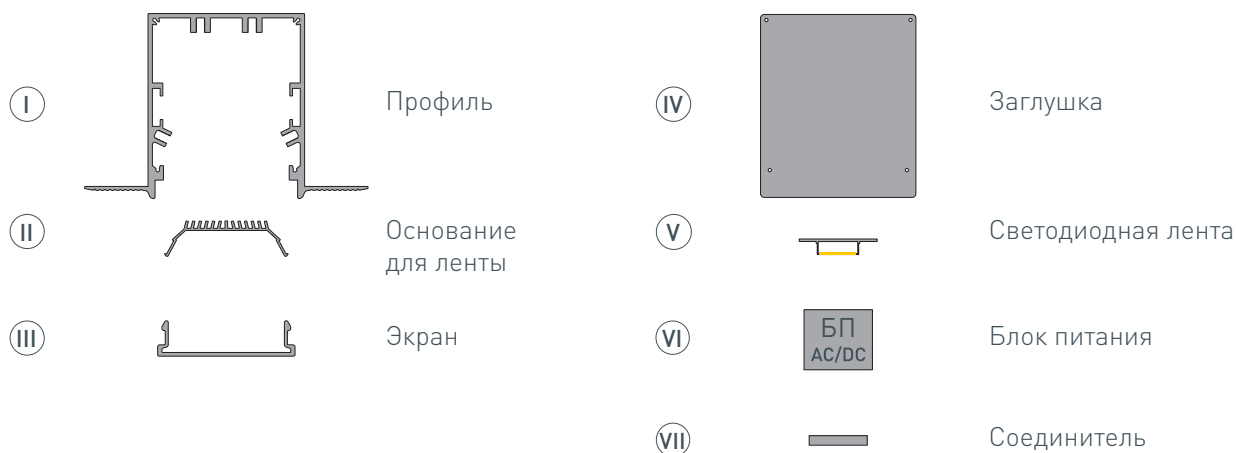 I
Профиль
II
Основание
для ленты
III
Экран
IV
Заглушка
V
Светодиодная лента
VI
БП
AC/DC
Блок питания
VII
Соединитель